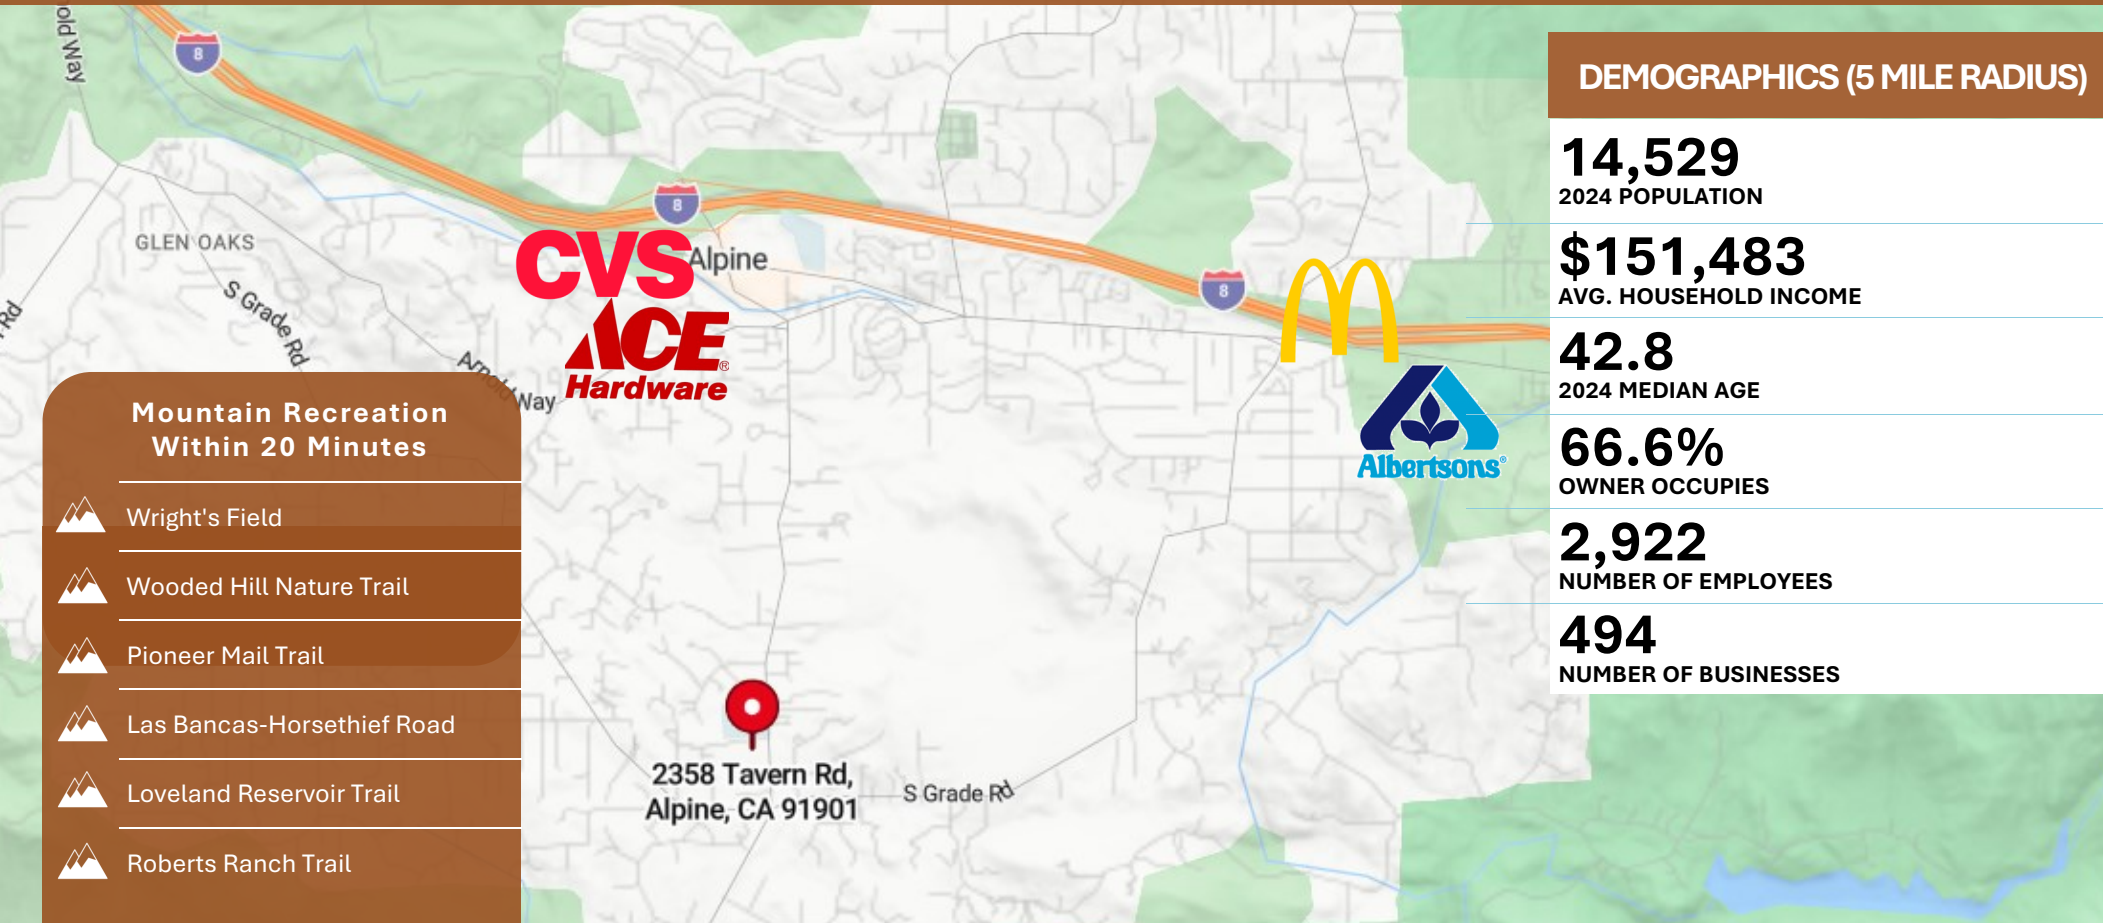 old Way
8
GLEN OAKS
S Grade Rd
Rd
Arnold Way
8
CVS
Alpine
ACE
®
Hardware
8
Albertsons®
Mountain Recreation
Within 20 Minutes
Wright's Field
Wooded Hill Nature Trail
Pioneer Mail Trail
Las Bancas-Horsethief Road
Loveland Reservoir Trail
Roberts Ranch Trail
2358 Tavern Rd,
Alpine, CA 91901
S Grade Rd
DEMOGRAPHICS (5 MILE RADIUS)
14,529
2024 POPULATION
$151,483
AVG. HOUSEHOLD INCOME
42.8
2024 MEDIAN AGE
66.6%
OWNER OCCUPIES
2,922
NUMBER OF EMPLOYEES
494
NUMBER OF BUSINESSES